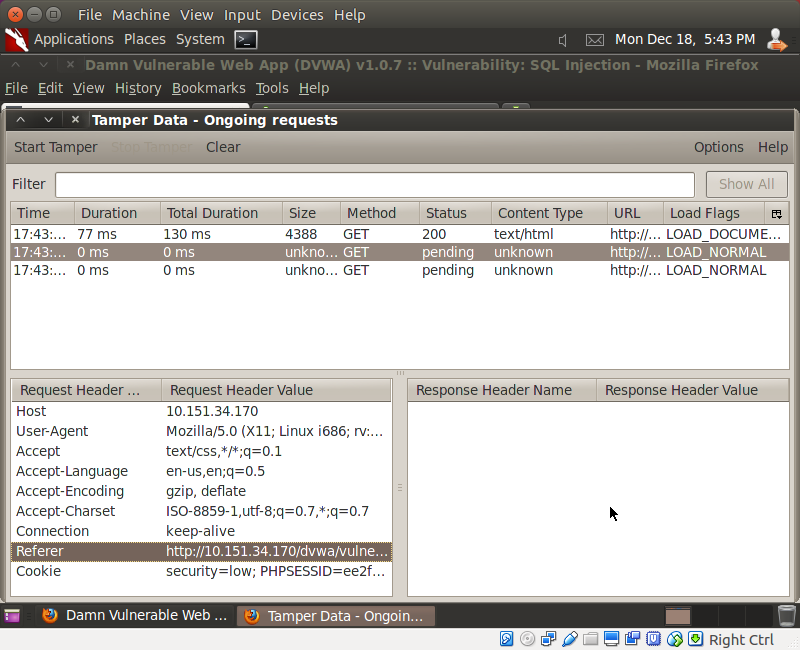 File Machine View Input Devices Help
Applications Places System Mon Dec 18, 5:43 PM
Damn Vulnerable Web App (DVWA) v1.0.7 :: Vulnerability: SQL Injection - Mozilla Firefox
File Edit View History Bookmarks Tools Help
Tamper Data - Ongoing requests
Start Tamper Stop Tamper Clear Options Help
Filter Show All
Time Duration Total Duration Size Method Status Content Type URL Load Flags
17:43:... 77 ms 130 ms 4388 GET 200 text/html http://... LOAD_DOCUME...
17:43:... 0 ms 0 ms unkno... GET pending unknown http://... LOAD_NORMAL
17:43:... 0 ms 0 ms unkno... GET pending unknown http://... LOAD_NORMAL
Request Header ... Request Header Value Response Header Name Response Header Value
Host 10.151.34.170
User-Agent Mozilla/5.0 (X11; Linux i686; rv:...
Accept text/css,*/*;q=0.1
Accept-Language en-us,en;q=0.5
Accept-Encoding gzip, deflate
Accept-Charset ISO-8859-1,utf-8;q=0.7,*;q=0.7
Connection keep-alive
Referer http://10.151.34.170/dvwa/vulne...
Cookie security=low; PHPSESSID=ee2f...
Damn Vulnerable Web ... Tamper Data - Ongoin...
Right Ctrl